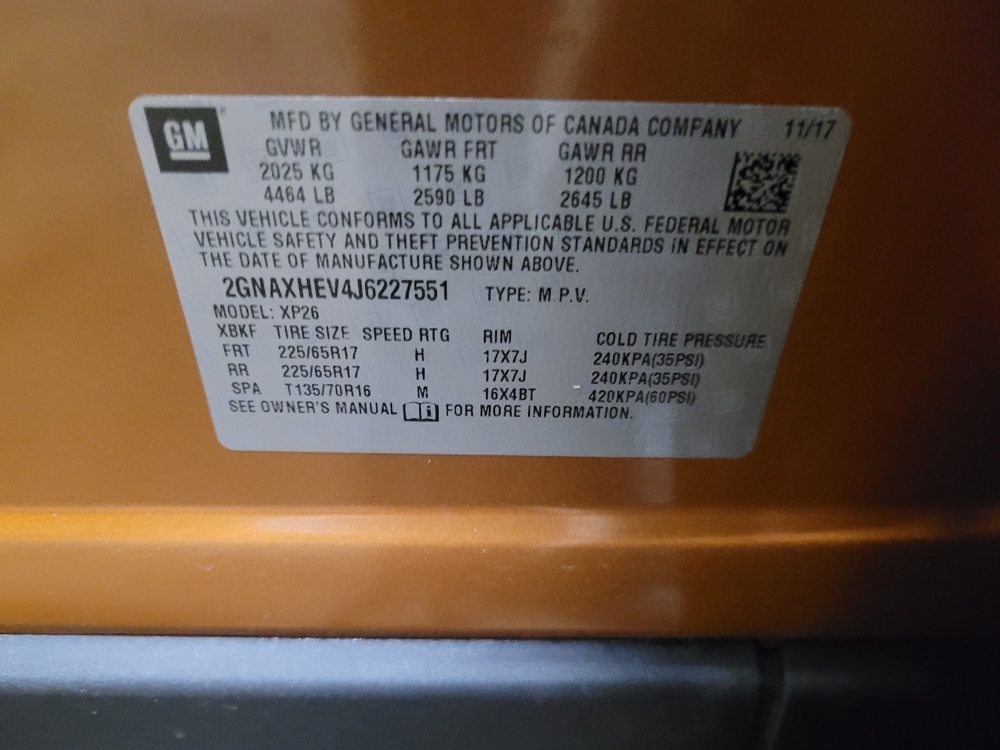 GM MFD BY GENERAL MOTORS OF CANADA COMPANY 11/17
GVWR GAWR FRT GAWR RR
2025 KG 1175 KG 1200 KG
4464 LB 2590 LB 2645 LB
THIS VEHICLE CONFORMS TO ALL APPLICABLE U.S. FEDERAL MOTOR
VEHICLE SAFETY AND THEFT PREVENTION STANDARDS IN EFFECT ON
THE DATE OF MANUFACTURE SHOWN ABOVE.
2GNAXHEV4J6227551 TYPE: M.P.V.
MODEL: XP26
XBKF TIRE SIZE SPEED RTG RIM COLD TIRE PRESSURE
FRT 225/65R17 H 17X7J 240KPA(35PSI)
RR 225/65R17 H 17X7J 240KPA(35PSI)
SPA T135/70R16 M 16X4BT 420KPA(60PSI)
SEE OWNER'S MANUAL FOR MORE INFORMATION.